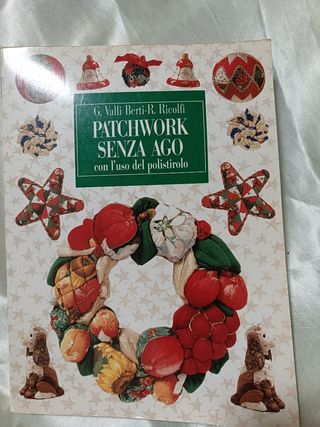 G. Valli Berti-R. Ricolfi
PATCHWORK
SENZA AGO
con l'uso del polistirolo